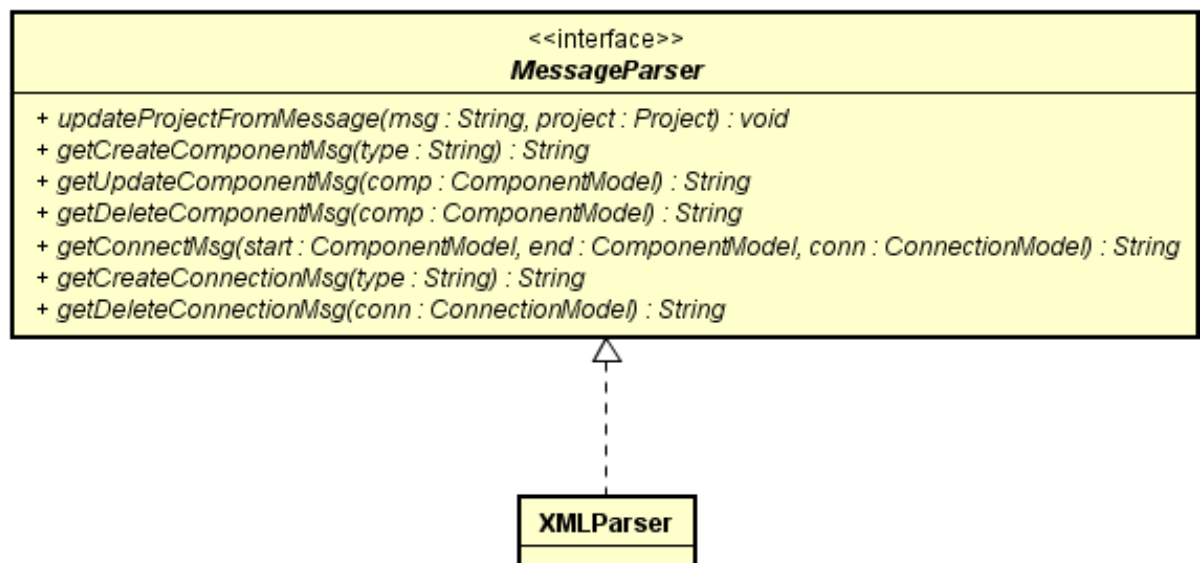 <<interface>>
MessageParser
+ updateProjectFromMessage(msg : String, project : Project) : void
+ getCreateComponentMsg(type : String) : String
+ getUpdateComponentMsg(comp : ComponentModel) : String
+ getDeleteComponentMsg(comp : ComponentModel) : String
+ getConnectMsg(start : ComponentModel, end : ComponentModel, conn : ConnectionModel) : String
+ getCreateConnectionMsg(type : String) : String
+ getDeleteConnectionMsg(conn : ConnectionModel) : String
XMLParser